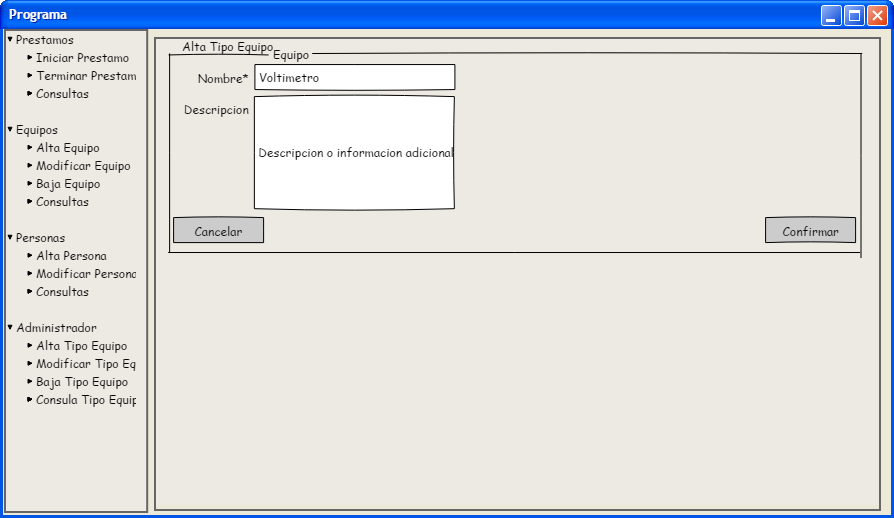 Programa
Prestamos
Iniciar Prestamo
Terminar Prestam
Consultas
Equipos
Alta Equipo
Modificar Equipo
Baja Equipo
Consultas
Personas
Alta Persona
Modificar Persona
Consultas
Administrador
Alta Tipo Equipo
Modificar Tipo Eq
Baja Tipo Equipo
Consula Tipo Equip
Alta Tipo Equipo
Equipo
Nombre* Voltimetro
Descripcion
Descripcion o informacion adicional
Cancelar Confirmar